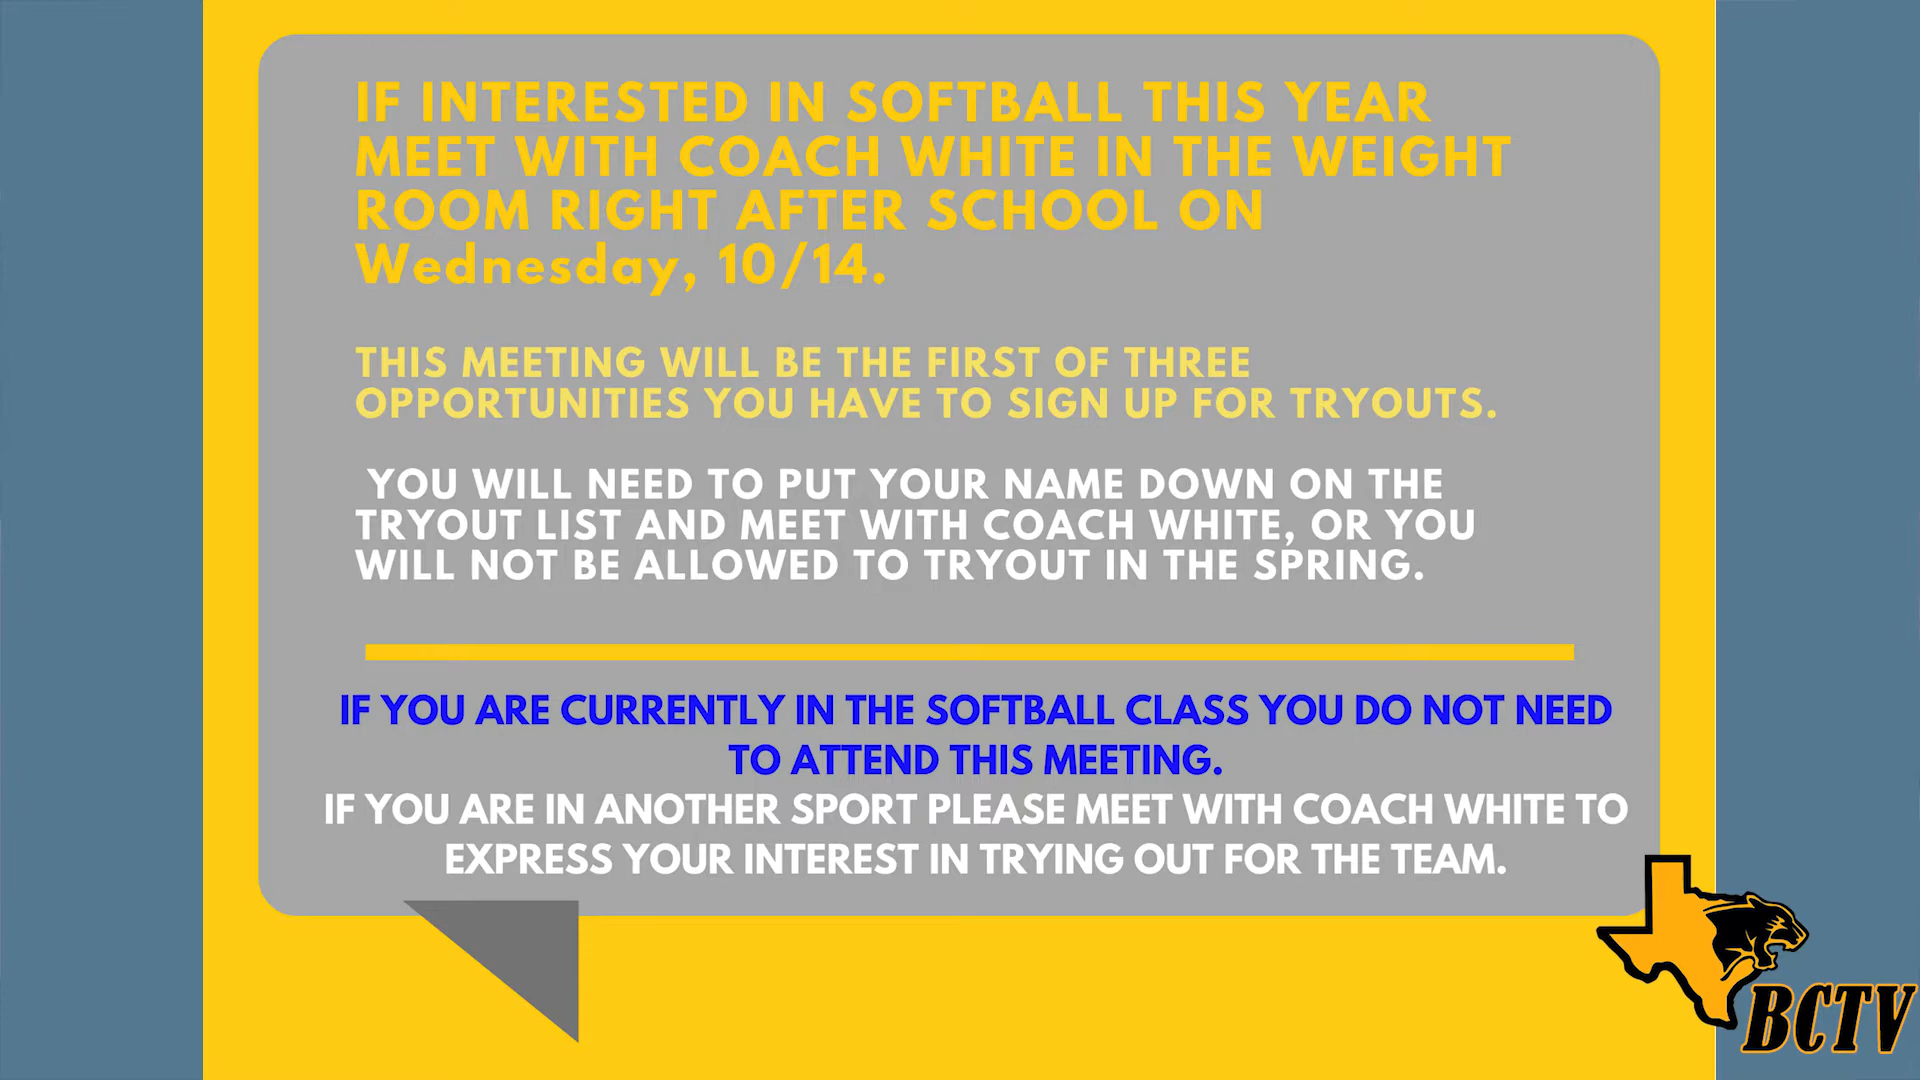 IF INTERESTED IN SOFTBALL THIS YEAR
MEET WITH COACH WHITE IN THE WEIGHT
ROOM RIGHT AFTER SCHOOL ON
Wednesday, 10/14.
THIS MEETING WILL BE THE FIRST OF THREE
OPPORTUNITIES YOU HAVE TO SIGN UP FOR TRYOUTS.
YOU WILL NEED TO PUT YOUR NAME DOWN ON THE
TRYOUT LIST AND MEET WITH COACH WHITE, OR YOU
WILL NOT BE ALLOWED TO TRYOUT IN THE SPRING.
IF YOU ARE CURRENTLY IN THE SOFTBALL CLASS YOU DO NOT NEED
TO ATTEND THIS MEETING.
IF YOU ARE IN ANOTHER SPORT PLEASE MEET WITH COACH WHITE TO
EXPRESS YOUR INTEREST IN TRYING OUT FOR THE TEAM.
BCTV